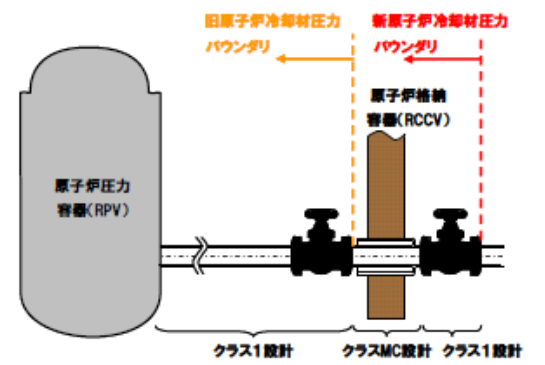 旧原子炉冷却材圧力
バウンダリ
新原子炉冷却材圧力
バウンダリ
原子炉格納
容器(RCCV)
原子炉圧力
容器(RPV)
クラス1設計
クラスMC設計
クラス1設計